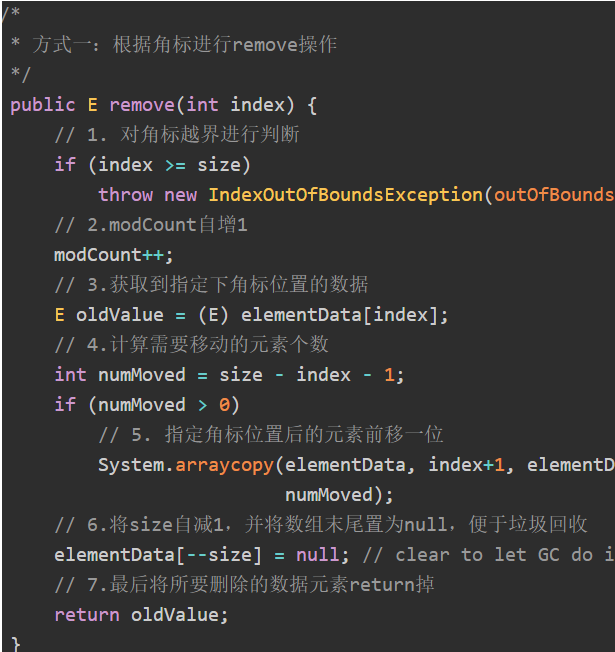 /*
* 方式一：根据角标进行remove操作
*/
public E remove(int index) {
// 1. 对角标越界进行判断
if (index >= size)
throw new IndexOutOfBoundsException(outOfBounds
// 2.modCount自增1
modCount++;
// 3.获取到指定下角标位置的数据
E oldValue = (E) elementData[index];
// 4.计算需要移动的元素个数
int numMoved = size - index - 1;
if (numMoved > 0)
// 5. 指定角标位置后的元素前移一位
System.arraycopy(elementData, index+1, elementD
numMoved);
// 6.将size自减1，并将数组末尾置为null，便于垃圾回收
elementData[--size] = null; // clear to let GC do i
// 7.最后将所要删除的数据元素return掉
return oldValue;
}